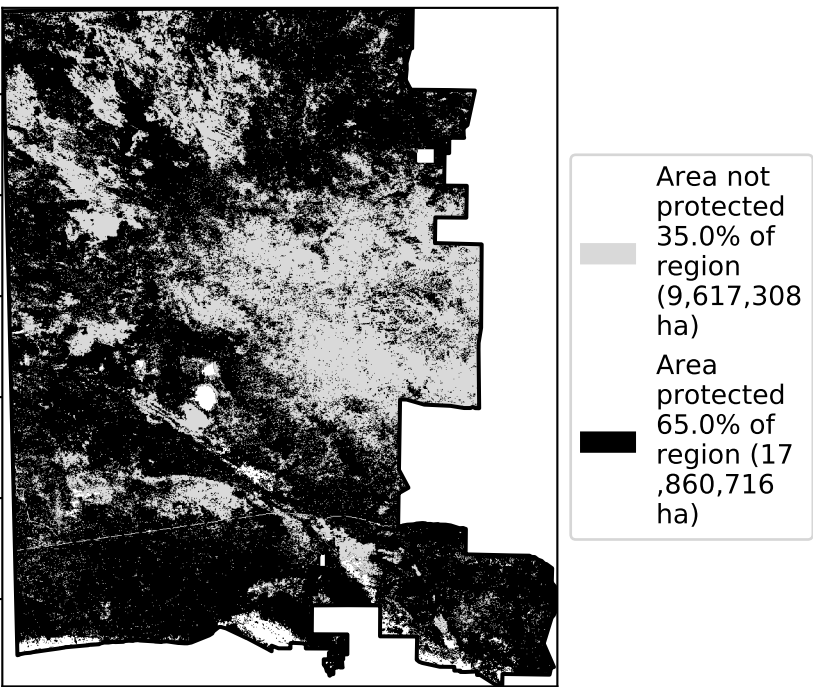 Area not
protected
35.0% of
region
(9,617,308
ha)
Area
protected
65.0% of
region (17
,860,716
ha)